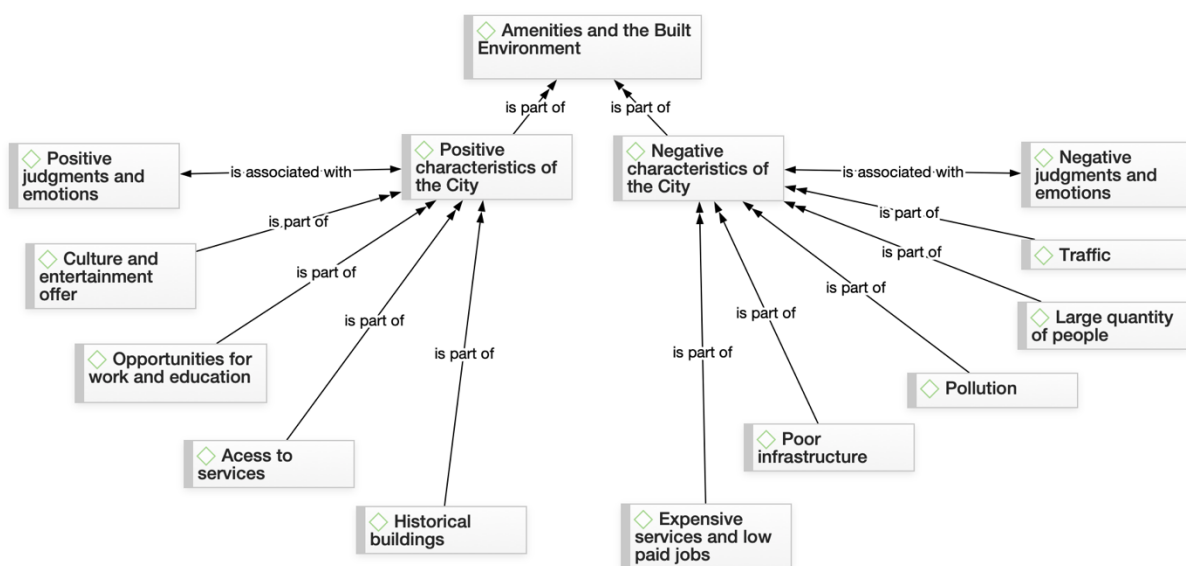 Amenities and the Built
Environment
is part of
is part of
Positive
judgments and
emotions
is associated with
Positive
characteristics of
the City
Negative
characteristics of
the City
is associated with
Negative
judgments and
emotions
is part of
Culture and
entertainment
offer
is part of
Traffic
is part of
Opportunities for
work and education
is part of
Large quantity
of people
is part of
Acess to
services
is part of
Pollution
is part of
Historical
buildings
is part of
Poor
infrastructure
is part of
Expensive
services and low
paid jobs